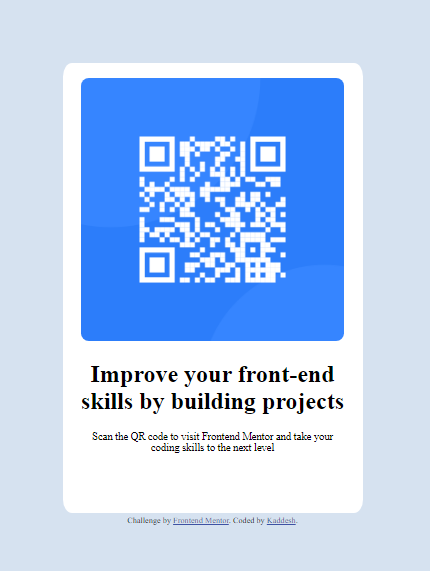 Improve your front-end
skills by building projects
Scan the QR code to visit Frontend Mentor and take your
coding skills to the next level
Challenge by Frontend Mentor. Coded by Kaddesh.